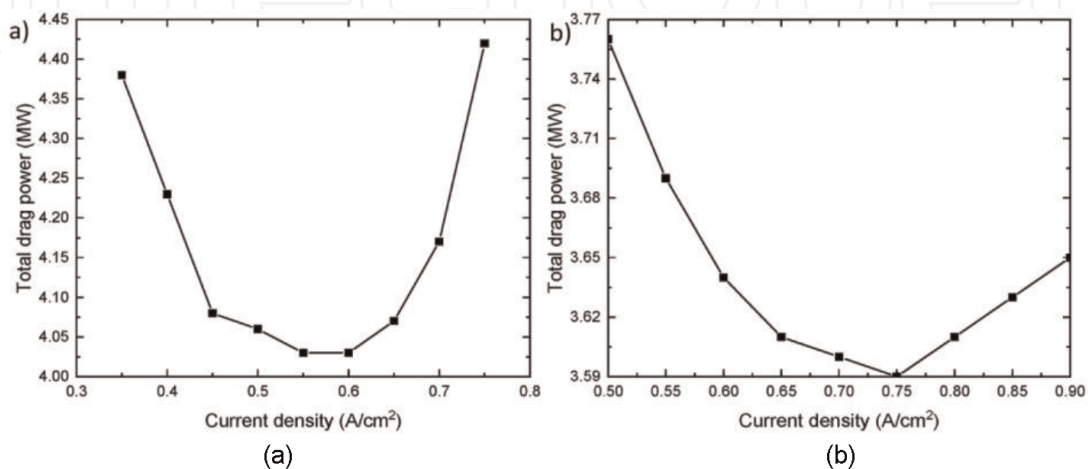 a)
4.45
4.40
4.35
4.30
4.25
4.20
4.15
4.10
4.05
4.00
Total drag power (MW)
0.3 0.4 0.5 0.6 0.7 0.8
Current density (A/cm²)
(a)
b)
3.77
3.74
3.71
3.68
3.65
3.62
3.59
Total drag power (MW)
0.50 0.55 0.60 0.65 0.70 0.75 0.80 0.85 0.90
Current density (A/cm²)
(b)